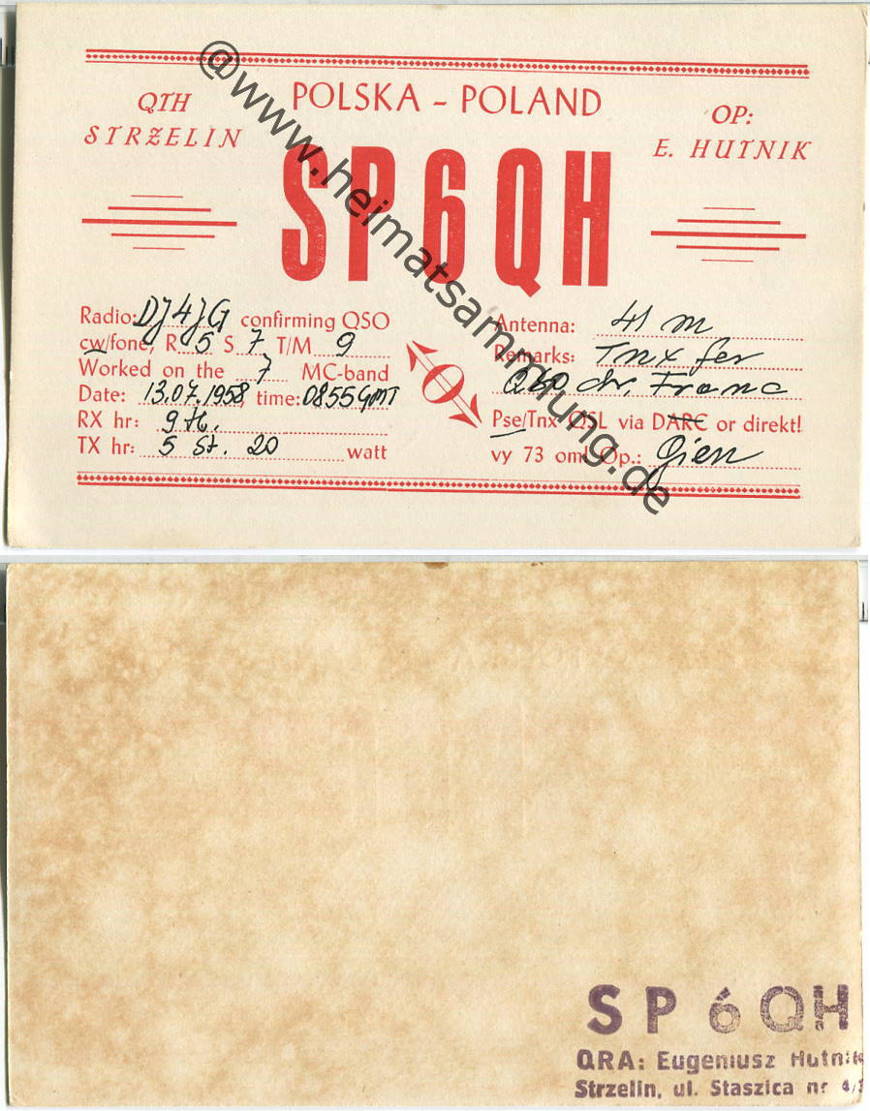 POLSKA - POLAND
QTH
STRZELIN
OP:
E. HUTNIK
SP6QH
Radio: DJ4JG confirming QSO
cw/fone, R 5 S 7 T/M 9
Worked on the 7 MC-band
Date: 13.07.1958, time: 0855 GMT
RX hr: 9 st.
TX hr: 5 st. 20 watt
Antenna: 41 m
Remarks: Tnx fer
QSO dr. Franc
Pse/Tnx QSL via DARC or direkt!
vy 73 om! Op.: Gien
@www.heimatsammlung.de
SP6QH
QRA: Eugeniusz Hutnik
Strzelin, ul. Staszica nr